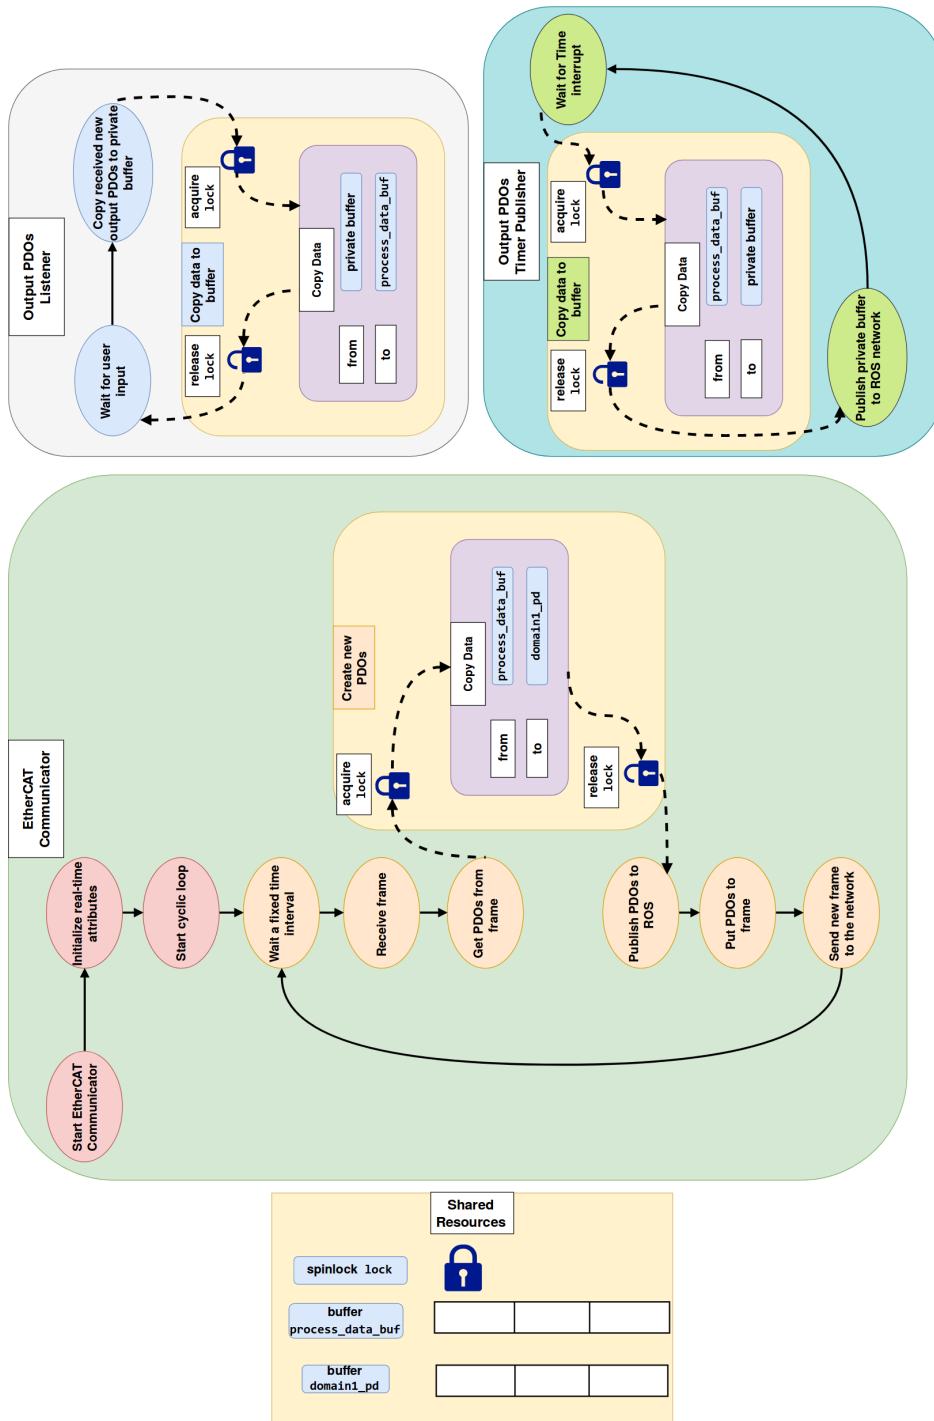 Output PDOs
Listener
Wait for user
input
Copy received new
output PDOs to private
buffer
Copy data to
buffer
acquire
lock
release
lock
Copy Data
from
private buffer
to
process_data_buf
Output PDOs
Timer Publisher
Wait for Time
interrupt
Copy data to
buffer
acquire
lock
release
lock
Copy Data
from
process_data_buf
to
private buffer
Publish private buffer
to ROS network
EtherCAT
Communicator
Start EtherCAT
Communicator
Initialize real-time
attributes
Start cyclic loop
Wait a fixed time
interval
Receive frame
Get PDOs from
frame
Create new
PDOs
acquire
lock
Copy Data
from
process_data_buf
to
domain1_pd
release
lock
Publish PDOs to
ROS
Put PDOs to
frame
Send new frame
to the network
Shared
Resources
spinlock lock
buffer
process_data_buf
buffer
domain1_pd